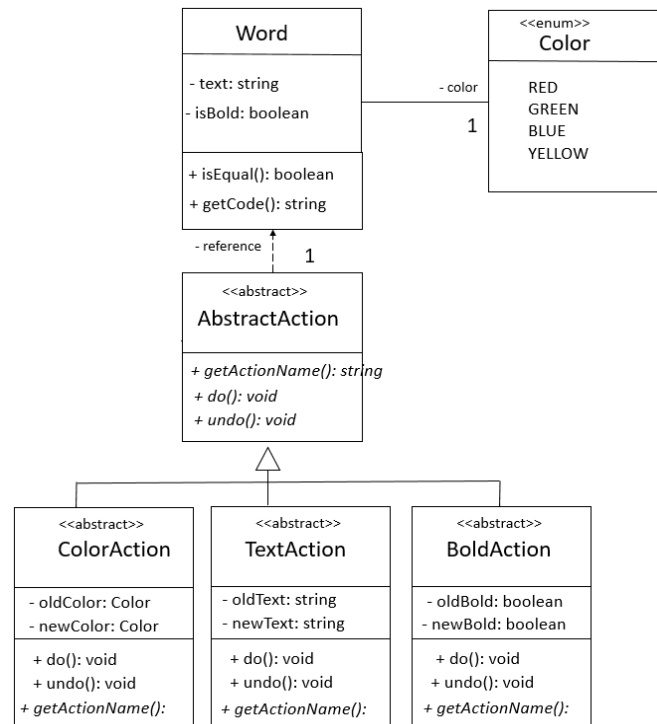 Word
- text: string
- isBold: boolean
+ isEqual(): boolean
+ getCode(): string
<<enum>>
Color
RED
GREEN
BLUE
YELLOW
- color
1
- reference
1
<<abstract>>
AbstractAction
+ getActionName(): string
+ do(): void
+ undo(): void
<<abstract>>
ColorAction
- oldColor: Color
- newColor: Color
+ do(): void
+ undo(): void
+ getActionName():
<<abstract>>
TextAction
- oldText: string
- newText: string
+ do(): void
+ undo(): void
+ getActionName():
<<abstract>>
BoldAction
- oldBold: boolean
- newBold: boolean
+ do(): void
+ undo(): void
+ getActionName():